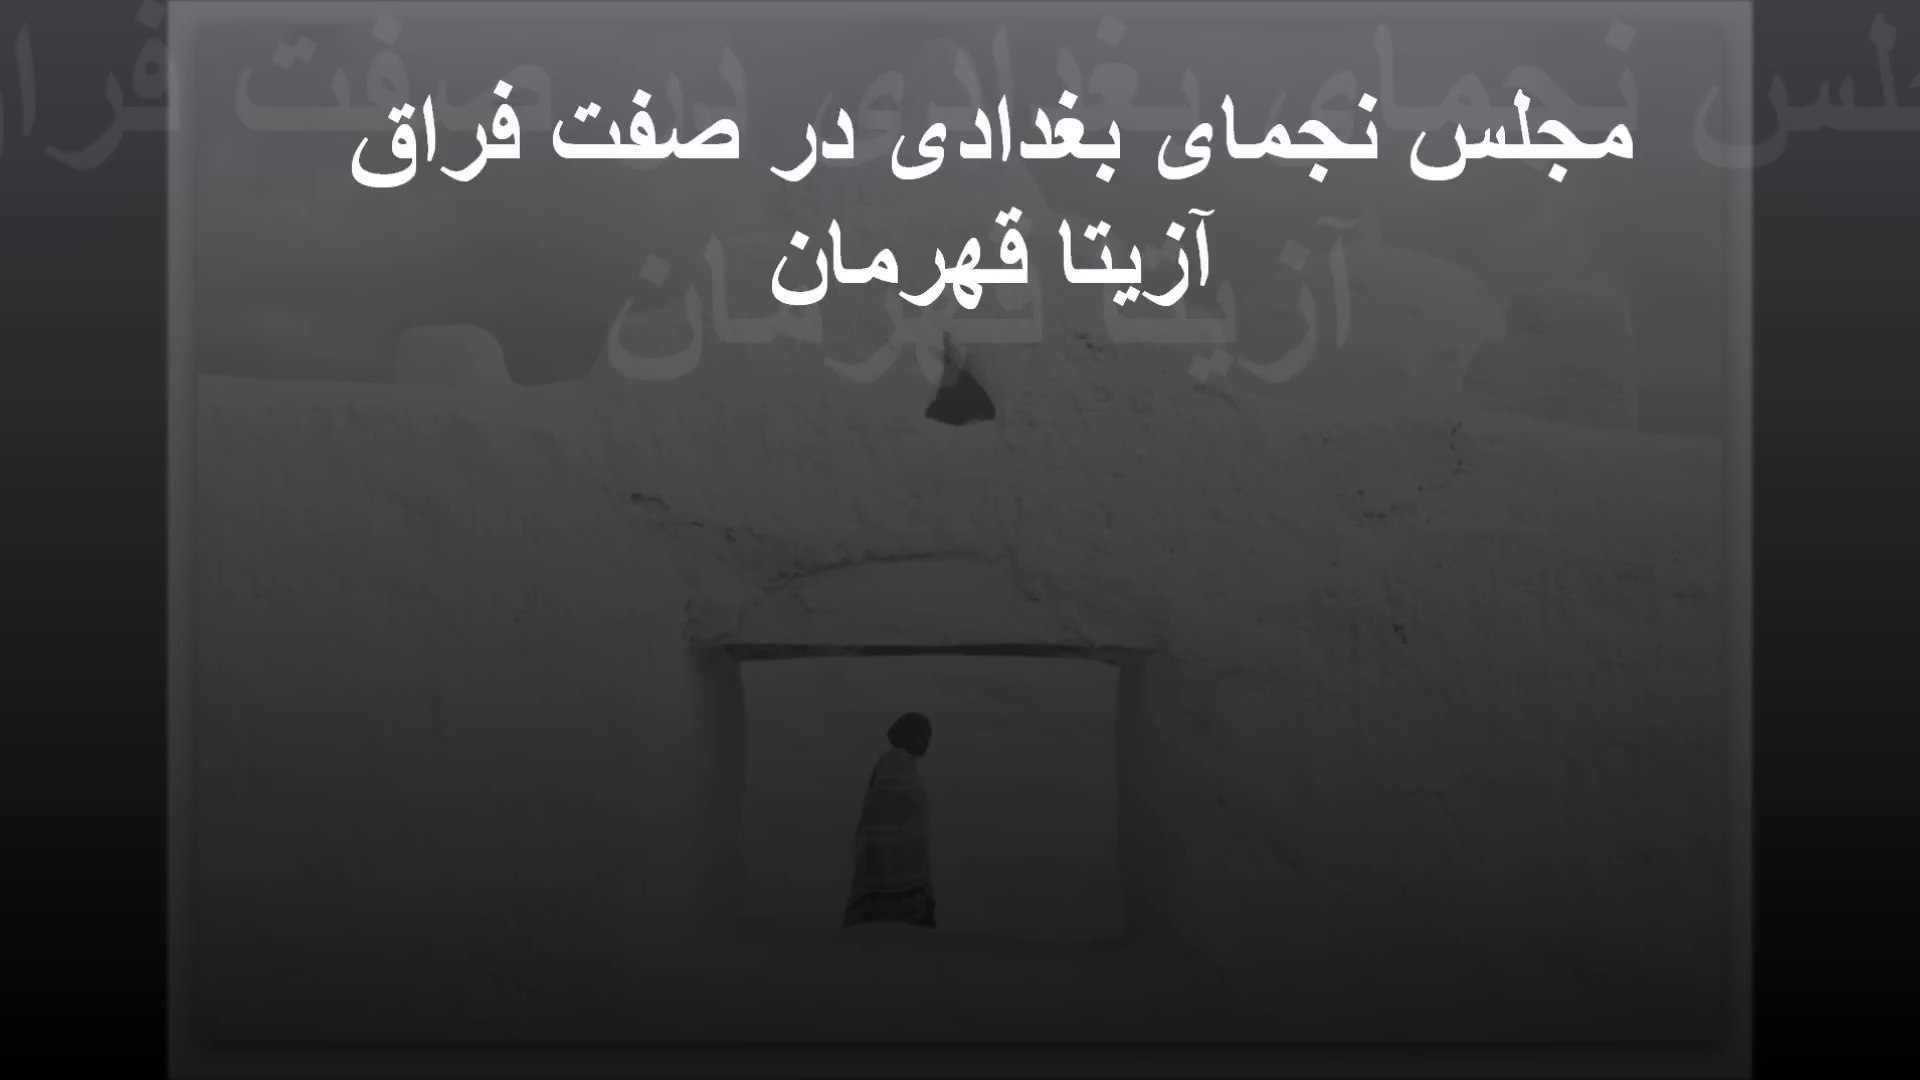 مجلس نجمای بغدادی در صفت فراق
آزیتا قهرمان